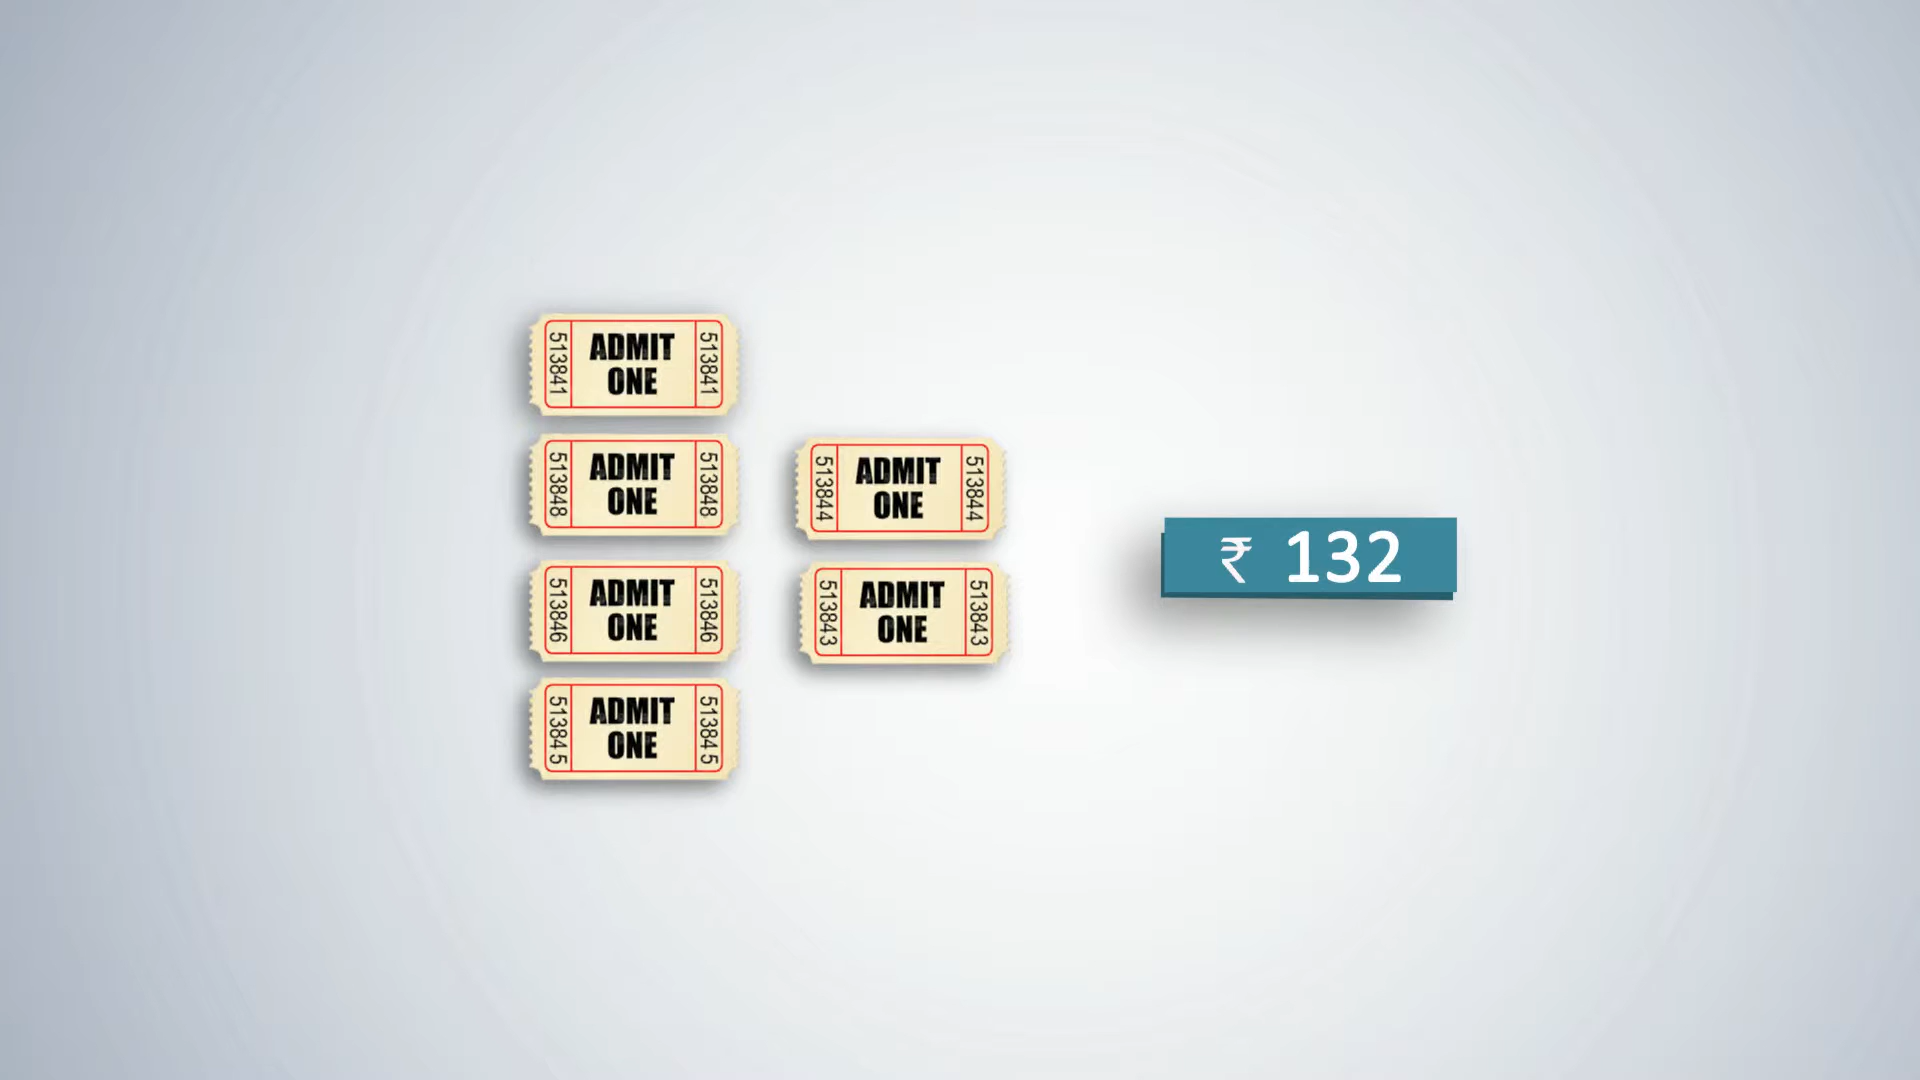 513841 ADMIT ONE 513841
513848 ADMIT ONE 513848
513846 ADMIT ONE 513846
513845 ADMIT ONE 513845
513844 ADMIT ONE 513844
513843 ADMIT ONE 513843
₹ 132